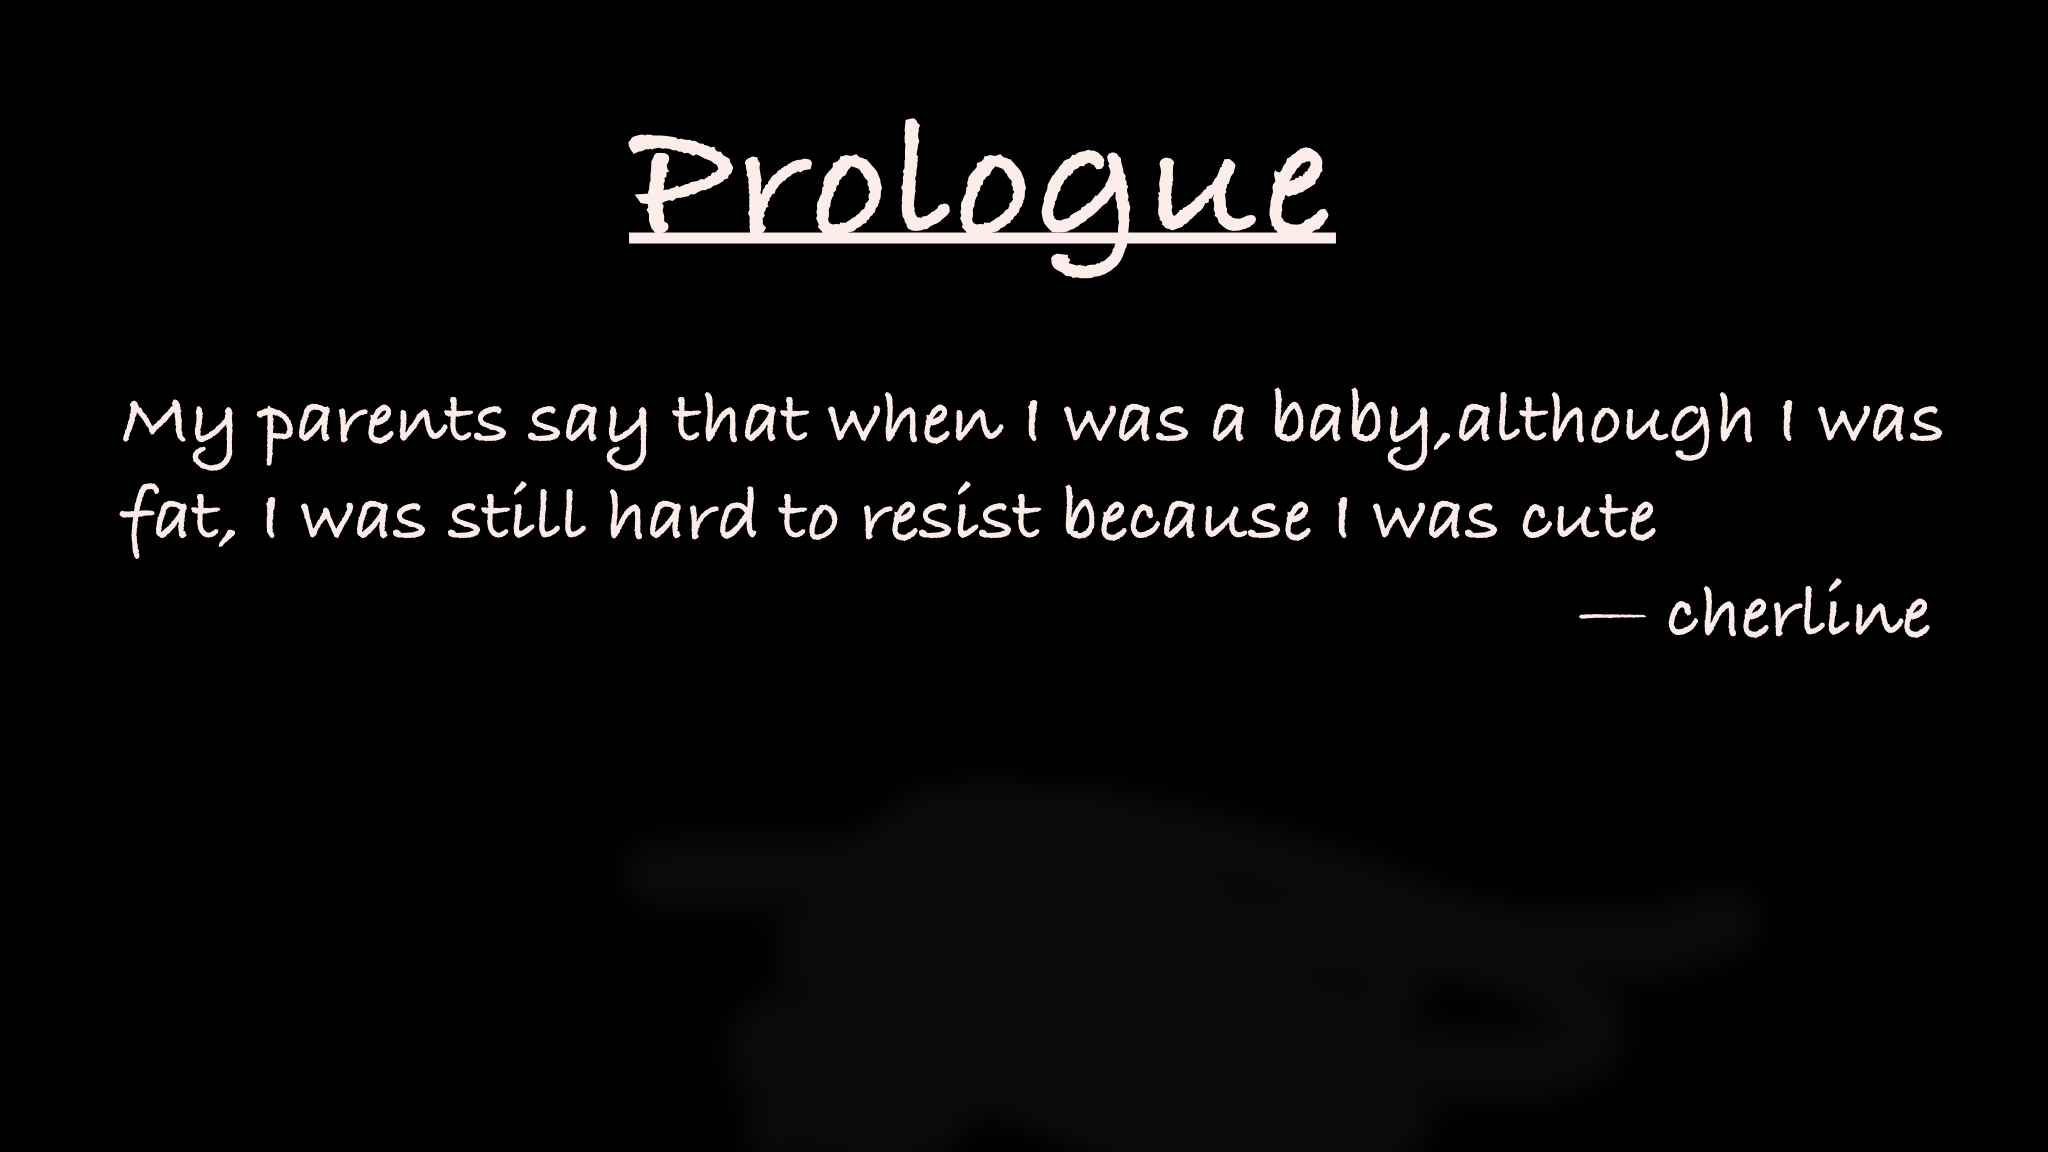 Prologue
My parents say that when I was a baby,although I was
fat, I was still hard to resist because I was cute
— cherline